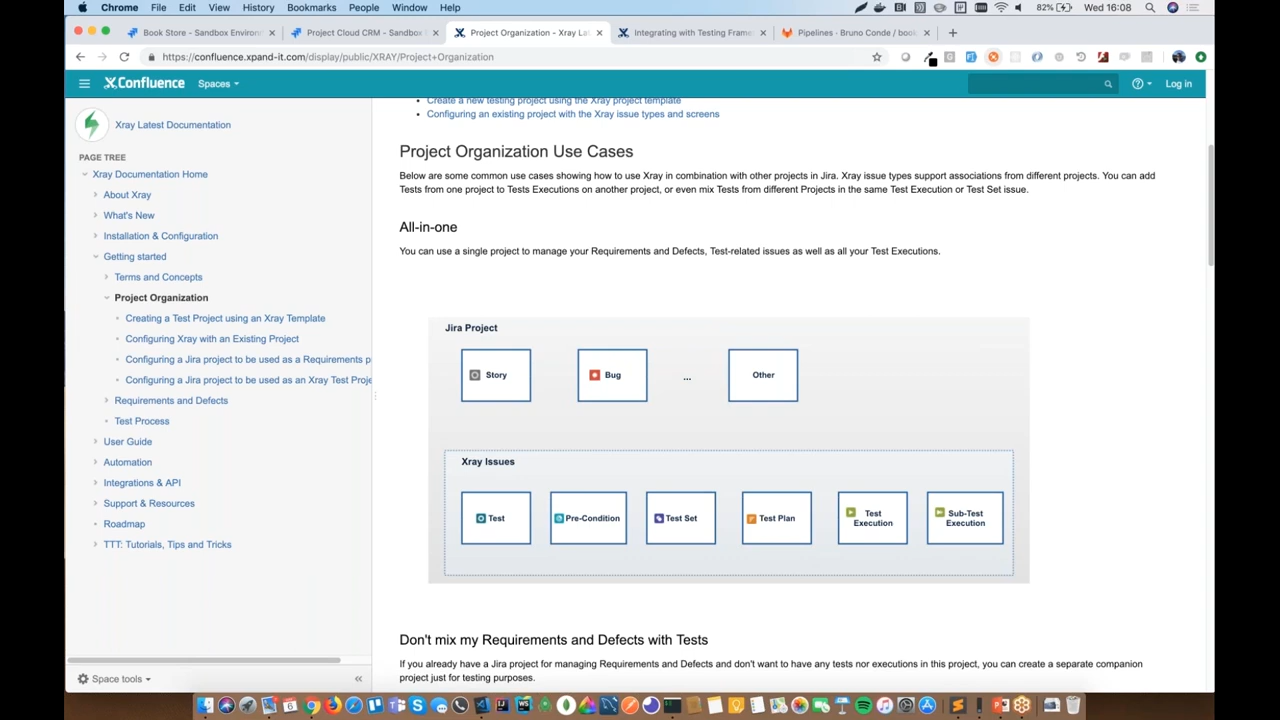 Chrome File Edit View History Bookmarks People Window Help 82% Wed 16:08
Book Store - Sandbox Environ × Project Cloud CRM - Sandbox × Project Organization - Xray Lat × Integrating with Testing Frame × Pipelines - Bruno Conde / book ×
https://confluence.xpand-it.com/display/public/XRAY/Project+Organization
Confluence Spaces Log in
Xray Latest Documentation
PAGE TREE
Xray Documentation Home
About Xray
What's New
Installation & Configuration
Getting started
Terms and Concepts
Project Organization
Creating a Test Project using an Xray Template
Configuring Xray with an Existing Project
Configuring a Jira project to be used as a Requirements p
Configuring a Jira project to be used as an Xray Test Proje
Requirements and Defects
Test Process
User Guide
Automation
Integrations & API
Support & Resources
Roadmap
TTT: Tutorials, Tips and Tricks
Space tools
Create a new testing project using the Xray project template
Configuring an existing project with the Xray issue types and screens
Project Organization Use Cases
Below are some common use cases showing how to use Xray in combination with other projects in Jira. Xray issue types support associations from different projects. You can add
Tests from one project to Tests Executions on another project, or even mix Tests from different Projects in the same Test Execution or Test Set issue.
All-in-one
You can use a single project to manage your Requirements and Defects, Test-related issues as well as all your Test Executions.
Jira Project
Story Bug ... Other
Xray Issues
Test Pre-Condition Test Set Test Plan Test Execution Sub-Test Execution
Don't mix my Requirements and Defects with Tests
If you already have a Jira project for managing Requirements and Defects and don't want to have any tests nor executions in this project, you can create a separate companion
project just for testing purposes.